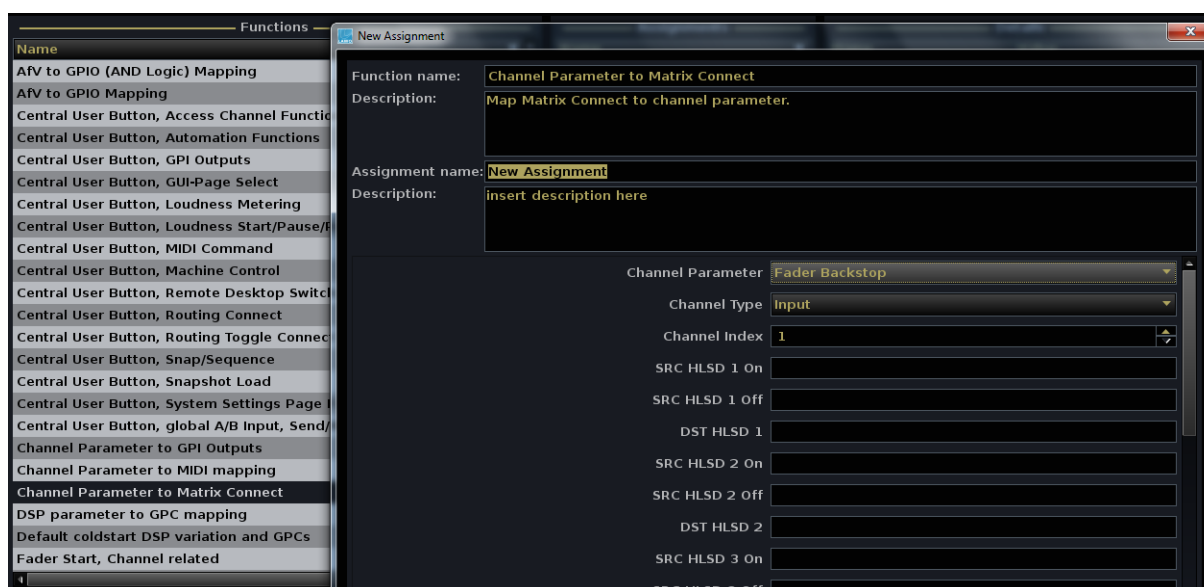 Functions
Name
AfV to GPIO (AND Logic) Mapping
AfV to GPIO Mapping
Central User Button, Access Channel Functio
Central User Button, Automation Functions
Central User Button, GPI Outputs
Central User Button, GUI-Page Select
Central User Button, Loudness Metering
Central User Button, Loudness Start/Pause/
Central User Button, MIDI Command
Central User Button, Machine Control
Central User Button, Remote Desktop Switc
Central User Button, Routing Connect
Central User Button, Routing Toggle Connec
Central User Button, Snap/Sequence
Central User Button, Snapshot Load
Central User Button, System Settings Page
Central User Button, global A/B Input, Send/
Channel Parameter to GPI Outputs
Channel Parameter to MIDI mapping
Channel Parameter to Matrix Connect
DSP parameter to GPC mapping
Default coldstart DSP variation and GPCs
Fader Start, Channel related
New Assignment
Function name: Channel Parameter to Matrix Connect
Description: Map Matrix Connect to channel parameter.
Assignment name: New Assignment
Description: insert description here
Channel Parameter Fader Backstop
Channel Type Input
Channel Index 1
SRC HLSD 1 On
SRC HLSD 1 Off
DST HLSD 1
SRC HLSD 2 On
SRC HLSD 2 Off
DST HLSD 2
SRC HLSD 3 On